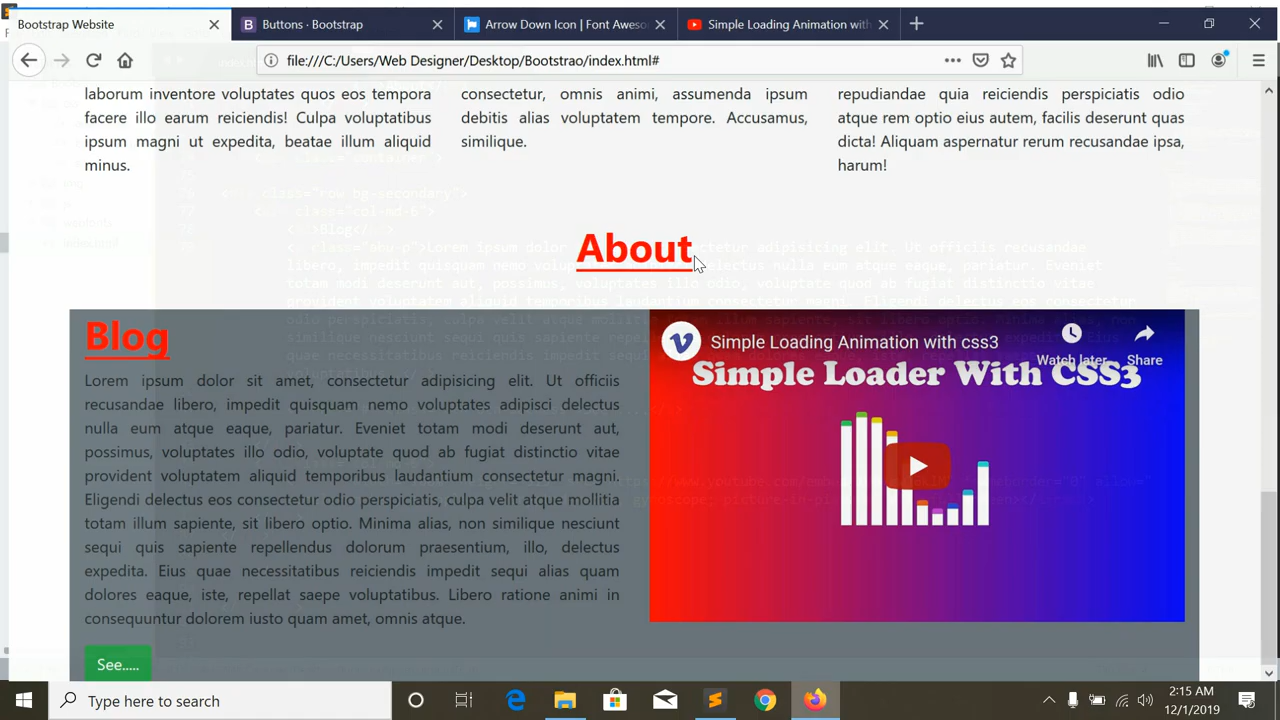 Bootstrap Website
Buttons - Bootstrap
Arrow Down Icon | Font Aweso
Simple Loading Animation with
file:///C:/Users/Web Designer/Desktop/Bootstrao/index.html#
laborum inventore voluptates quos eos tempora
facere illo earum reiciendis! Culpa voluptatibus
ipsum magni ut expedita, beatae illum aliquid
minus.
consectetur, omnis animi, assumenda ipsum
debitis alias voluptatem tempore. Accusamus,
similique.
repudiandae quia reiciendis perspiciatis odio
atque rem optio eius autem, facilis deserunt quas
dicta! Aliquam aspernatur rerum recusandae ipsa,
harum!
About
Blog
Lorem ipsum dolor sit amet, consectetur adipisicing elit. Ut officiis
recusandae libero, impedit quisquam nemo voluptates adipisci delectus
nulla eum atque eaque, pariatur. Eveniet totam modi deserunt aut,
possimus, voluptates illo odio, voluptate quod ab fugiat distinctio vitae
provident voluptatem aliquid temporibus laudantium consectetur magni.
Eligendi delectus eos consectetur odio perspiciatis, culpa velit atque mollitia
totam illum sapiente, sit libero optio. Minima alias, non similique nesciunt
sequi quis sapiente repellendus dolorum praesentium, illo, delectus
expedita. Eius quae necessitatibus reiciendis impedit sequi alias quam
dolores eaque, iste, repellat saepe voluptatibus. Libero ratione animi in
consequuntur dolorem iusto quam amet, omnis atque.
See.....
Simple Loading Animation with css3
Watch later
Share
Simple Loader With CSS3
Type here to search
2:15 AM
12/1/2019